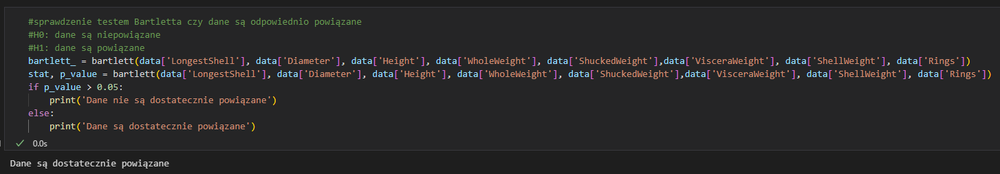 #sprawdzenie testem Bartletta czy dane są odpowiednio powiązane
#H0: dane są niepowiązane
#H1: dane są powiązane
bartlett_ = bartlett(data['LongestShell'], data['Diameter'], data['Height'], data['WholeWeight'], data['ShuckedWeight'],data['VisceraWeight'], data['ShellWeight'], data['Rings'])
stat, p_value = bartlett(data['LongestShell'], data['Diameter'], data['Height'], data['WholeWeight'], data['ShuckedWeight'],data['VisceraWeight'], data['ShellWeight'], data['Rings'])
if p_value > 0.05:
    print('Dane nie są dostatecznie powiązane')
else:
    print('Dane są dostatecznie powiązane')
✓ 0.0s
Dane są dostatecznie powiązane